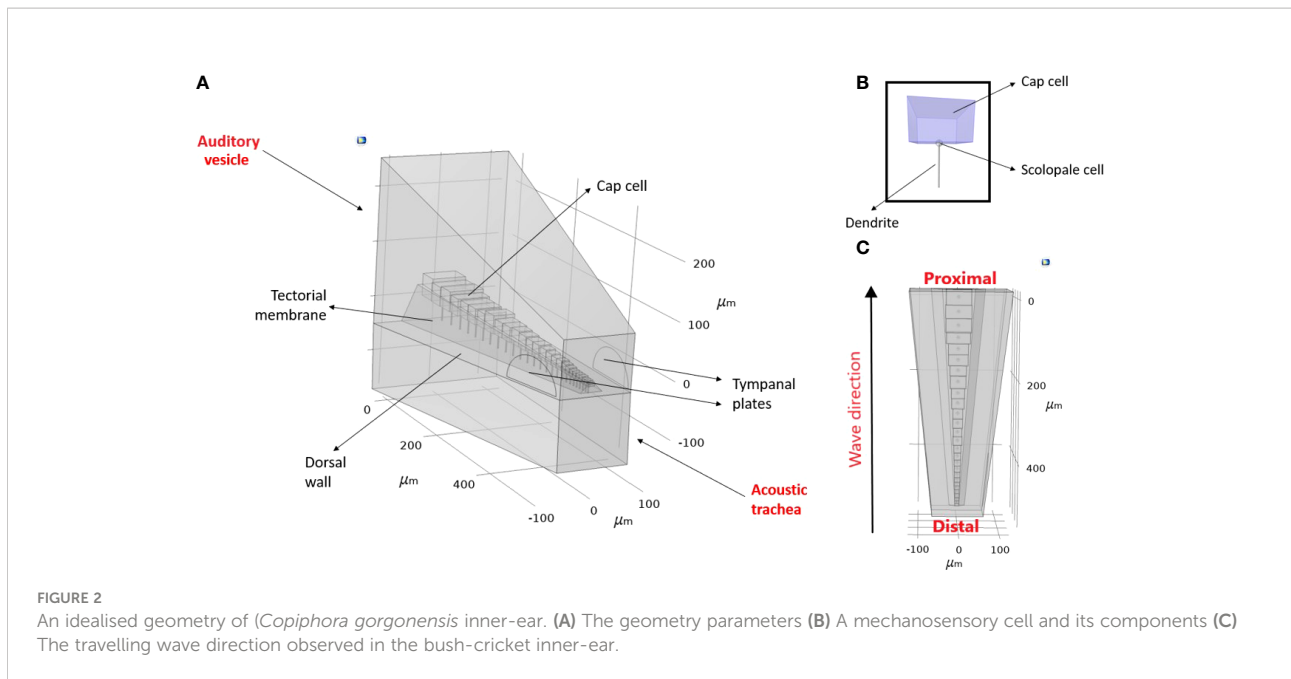 A
Auditory
vesicle
Cap cell
200
μm
Tectorial
membrane
100
0
Tympanal
plates
-100
0
200
Dorsal
wall
μm
400
100
Acoustic
trachea
0
μm
-100
B
Cap cell
Scolopale cell
Dendrite
C
Proximal
0
Wave direction
200
μm
400
Distal
-100 0 100
μm
FIGURE 2
An idealised geometry of (Copiphora gorgonensis inner-ear. (A) The geometry parameters (B) A mechanosensory cell and its components (C)
The travelling wave direction observed in the bush-cricket inner-ear.